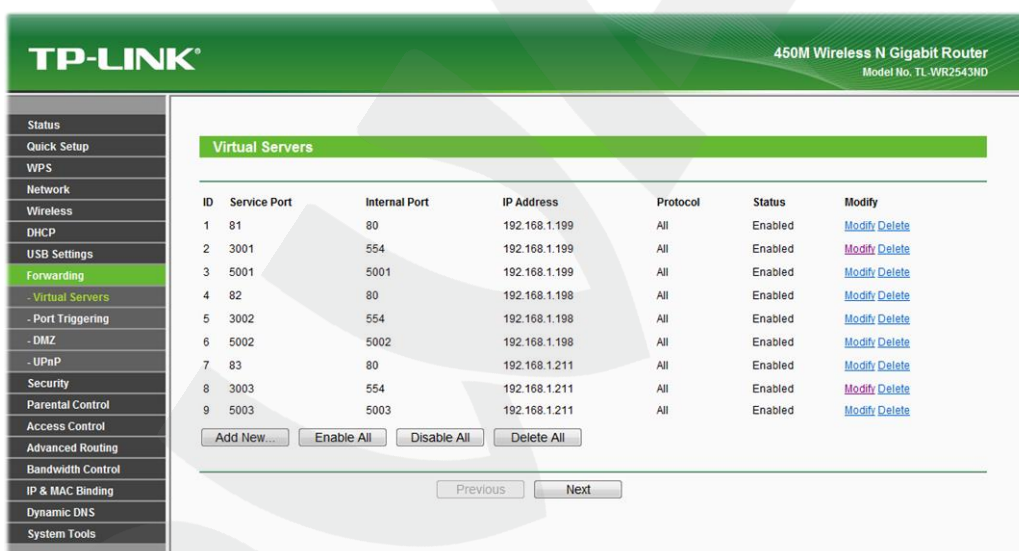 TP-LINK®
450M Wireless N Gigabit Router
Model No. TL-WR2543ND
Status
Quick Setup
WPS
Network
Wireless
DHCP
USB Settings
Forwarding
- Virtual Servers
- Port Triggering
- DMZ
- UPnP
Security
Parental Control
Access Control
Advanced Routing
Bandwidth Control
IP & MAC Binding
Dynamic DNS
System Tools
Virtual Servers
ID Service Port Internal Port IP Address Protocol Status Modify
1 81 80 192.168.1.199 All Enabled Modify Delete
2 3001 554 192.168.1.199 All Enabled Modify Delete
3 5001 5001 192.168.1.199 All Enabled Modify Delete
4 82 80 192.168.1.198 All Enabled Modify Delete
5 3002 554 192.168.1.198 All Enabled Modify Delete
6 5002 5002 192.168.1.198 All Enabled Modify Delete
7 83 80 192.168.1.211 All Enabled Modify Delete
8 3003 554 192.168.1.211 All Enabled Modify Delete
9 5003 5003 192.168.1.211 All Enabled Modify Delete
Add New... Enable All Disable All Delete All
Previous Next